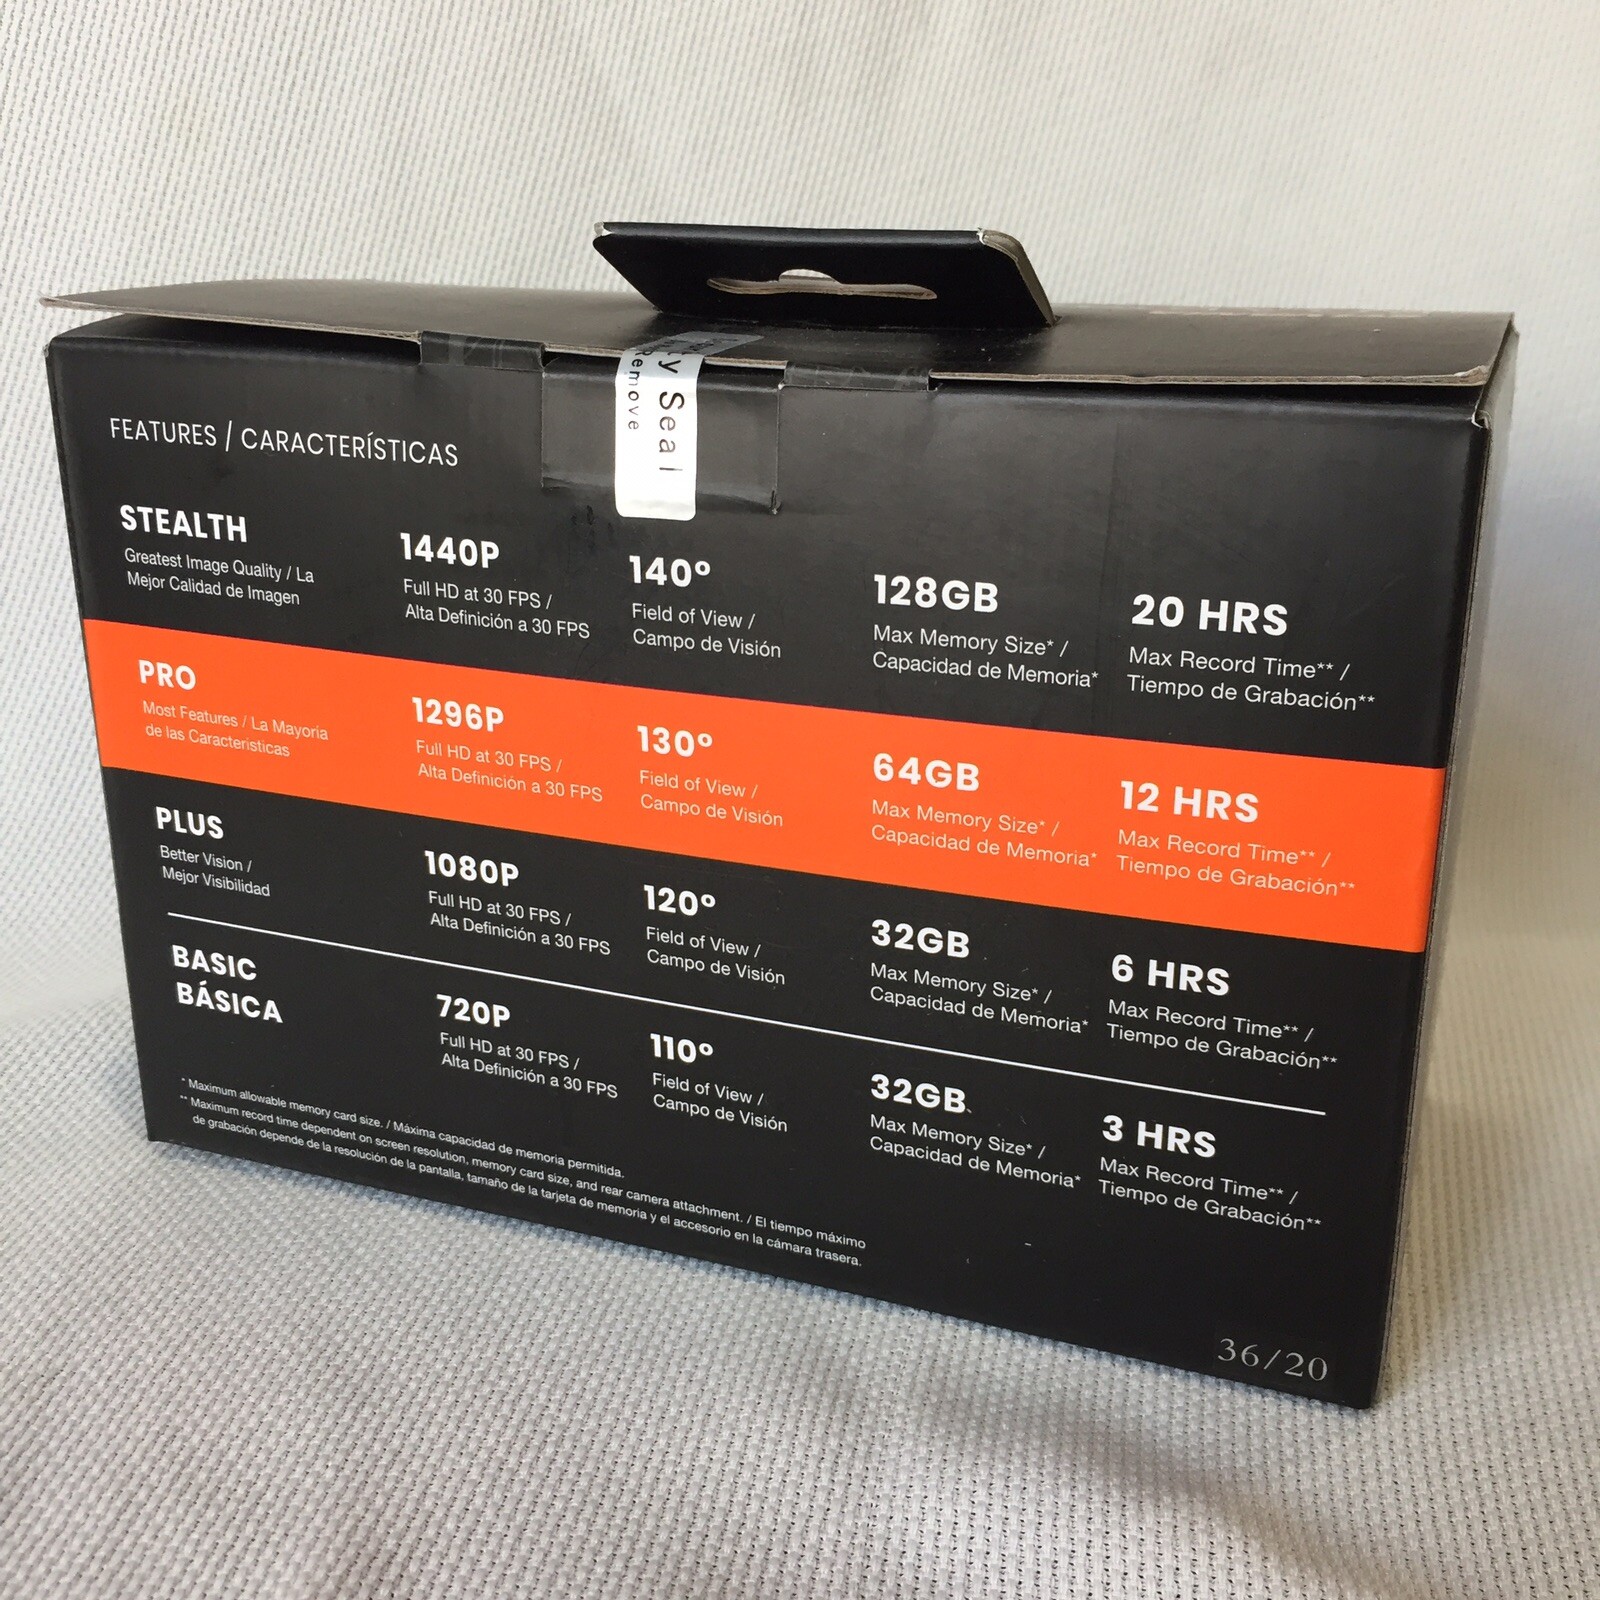 y Seal
Remove
FEATURES / CARACTERÍSTICAS
STEALTH
Greatest Image Quality / La
Mejor Calidad de Imagen
1440P
Full HD at 30 FPS /
Alta Definición a 30 FPS
140°
Field of View /
Campo de Visión
128GB
Max Memory Size* /
Capacidad de Memoria*
20 HRS
Max Record Time** /
Tiempo de Grabación**
PRO
Most Features / La Mayoria
de las Caracteristicas
1296P
Full HD at 30 FPS /
Alta Definición a 30 FPS
130°
Field of View /
Campo de Visión
64GB
Max Memory Size* /
Capacidad de Memoria*
12 HRS
Max Record Time** /
Tiempo de Grabación**
PLUS
Better Vision /
Mejor Visibilidad
1080P
Full HD at 30 FPS /
Alta Definición a 30 FPS
120°
Field of View /
Campo de Visión
32GB
Max Memory Size* /
Capacidad de Memoria*
6 HRS
Max Record Time** /
Tiempo de Grabación**
BASIC
BÁSICA
720P
Full HD at 30 FPS /
Alta Definición a 30 FPS
110°
Field of View /
Campo de Visión
32GB
Max Memory Size* /
Capacidad de Memoria*
3 HRS
Max Record Time** /
Tiempo de Grabación**
* Maximum allowable memory card size. / Máxima capacidad de memoria permitida.
** Maximum record time dependent on screen resolution, memory card size, and rear camera attachment. / El tiempo máximo
de grabación depende de la resolución de la pantalla, tamaño de la tarjeta de memoria y el accesorio en la cámara trasera.
36/20